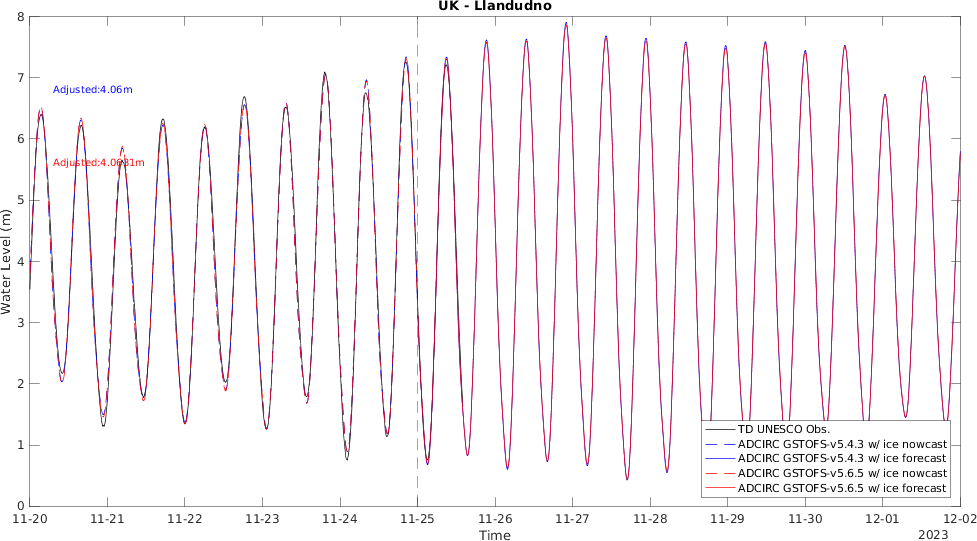 UK - Llandudno
8
7
6
5
4
3
2
1
0
Water Level (m)
Adjusted:4.06m
Adjusted:4.0631m
TD UNESCO Obs.
ADCIRC GSTOFS-v5.4.3 w/ ice nowcast
ADCIRC GSTOFS-v5.4.3 w/ ice forecast
ADCIRC GSTOFS-v5.6.5 w/ ice nowcast
ADCIRC GSTOFS-v5.6.5 w/ ice forecast
11-20 11-21 11-22 11-23 11-24 11-25 11-26 11-27 11-28 11-29 11-30 12-01 12-02
Time
2023